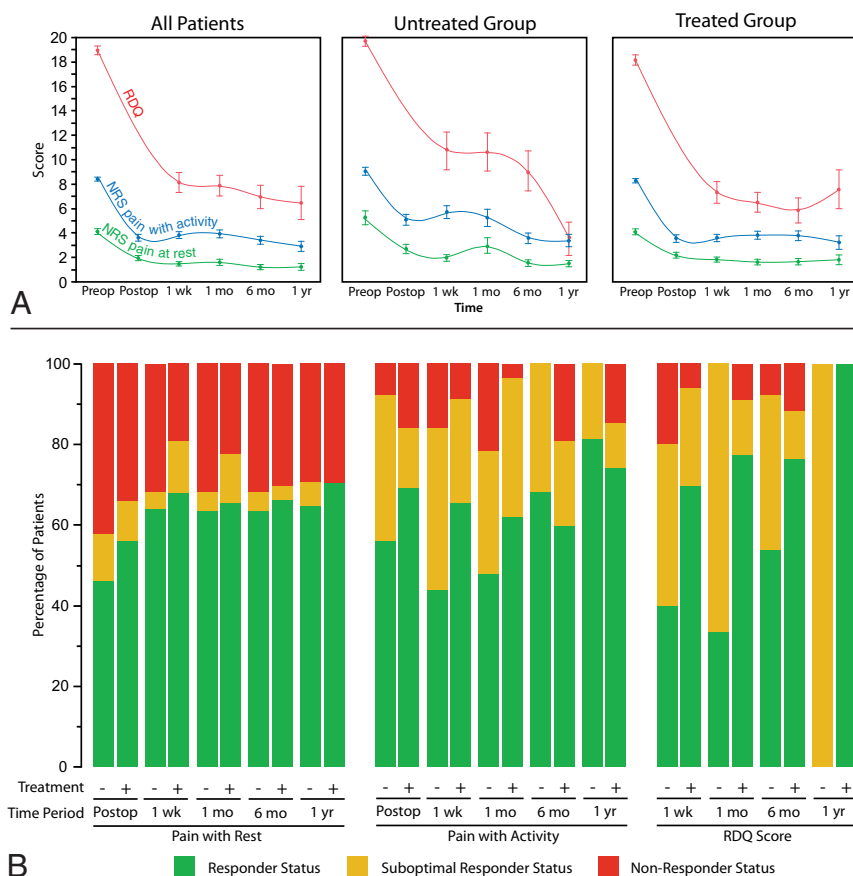 All Patients
Untreated Group
Treated Group
20
18
16
14
12
10
8
6
4
2
0
Score
RDQ
NRS pain with activity
NRS pain at rest
Preop Postop 1 wk 1 mo 6 mo 1 yr
Preop Postop 1 wk 1 mo 6 mo 1 yr
Preop Postop 1 wk 1 mo 6 mo 1 yr
Time
A
100
80
60
40
20
0
Percentage of Patients
Treatment - + - + - + - + - + - + - + - + - + - + - + - + - + - +
Time Period Postop 1 wk 1 mo 6 mo 1 yr Postop 1 wk 1 mo 6 mo 1 yr 1 wk 1 mo 6 mo 1 yr
Pain with Rest Pain with Activity RDQ Score
B
Responder Status Suboptimal Responder Status Non-Responder Status